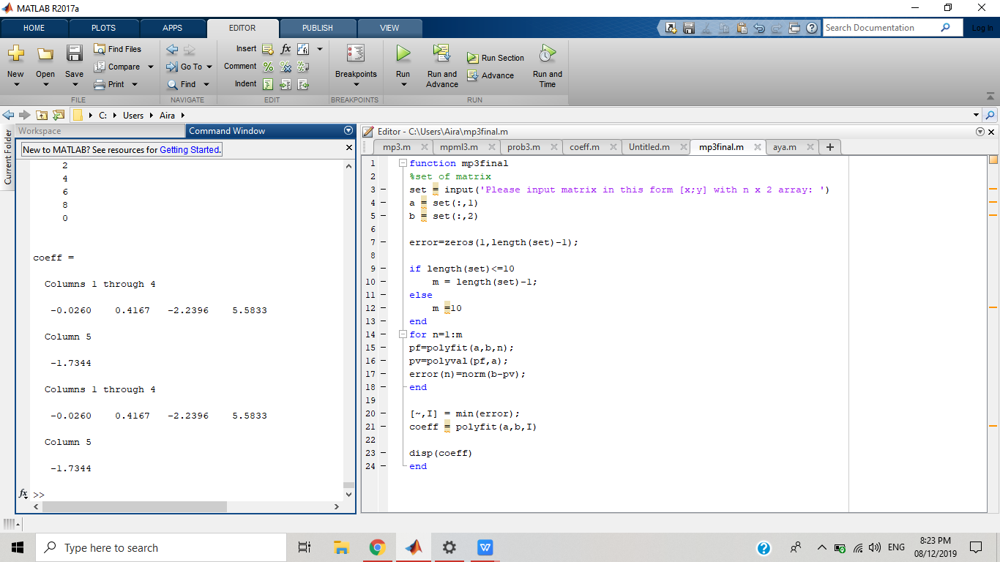 MATLAB R2017a
HOME PLOTS APPS EDITOR PUBLISH VIEW
Search Documentation
Log In
New
Open
Save
Find Files
Compare
Print
Go To
Find
Insert
Comment
Indent
Breakpoints
Run
Run and
Advance
Run Section
Advance
Run and
Time
FILE NAVIGATE EDIT BREAKPOINTS RUN
C: Users Aira
Current Folder
Workspace
Command Window
New to MATLAB? See resources for Getting Started.
2
4
6
8
0
coeff =
Columns 1 through 4
-0.0260 0.4167 -2.2396 5.5833
Column 5
-1.7344
Columns 1 through 4
-0.0260 0.4167 -2.2396 5.5833
Column 5
-1.7344
fx >>
Editor - C:\Users\Aira\mp3final.m
mp3.m mpml3.m prob3.m coeff.m Untitled.m mp3final.m aya.m
1 function mp3final
2 %set of matrix
3 set = input('Please input matrix in this form [x;y] with n x 2 array: ')
4 a = set(:,1)
5 b = set(:,2)
6
7 error=zeros(1,length(set)-1);
8
9 if length(set)<=10
10 m = length(set)-1;
11 else
12 m =10
13 end
14 for n=1:m
15 pf=polyfit(a,b,n);
16 pv=polyval(pf,a);
17 error(n)=norm(b-pv);
18 end
19
20 [~,I] = min(error);
21 coeff = polyfit(a,b,I)
22
23 disp(coeff)
24 end
Type here to search
ENG
8:23 PM
08/12/2019